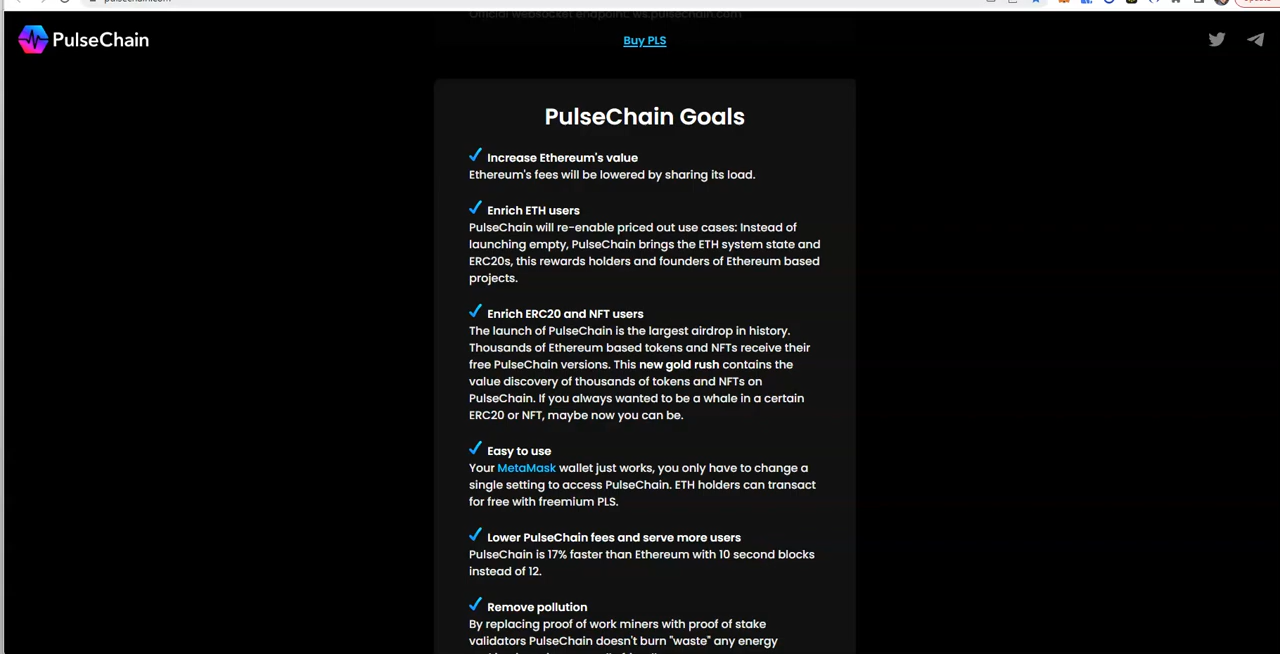 pulsechain.com
Official websocket endpoint: ws.pulsechain.com
PulseChain
Buy PLS
PulseChain Goals
Increase Ethereum's value
Ethereum's fees will be lowered by sharing its load.
Enrich ETH users
PulseChain will re-enable priced out use cases: Instead of
launching empty, PulseChain brings the ETH system state and
ERC20s, this rewards holders and founders of Ethereum based
projects.
Enrich ERC20 and NFT users
The launch of PulseChain is the largest airdrop in history.
Thousands of Ethereum based tokens and NFTs receive their
free PulseChain versions. This new gold rush contains the
value discovery of thousands of tokens and NFTs on
PulseChain. If you always wanted to be a whale in a certain
ERC20 or NFT, maybe now you can be.
Easy to use
Your MetaMask wallet just works, you only have to change a
single setting to access PulseChain. ETH holders can transact
for free with freemium PLS.
Lower PulseChain fees and serve more users
PulseChain is 17% faster than Ethereum with 10 second blocks
instead of 12.
Remove pollution
By replacing proof of work miners with proof of stake
validators PulseChain doesn't burn "waste" any energy